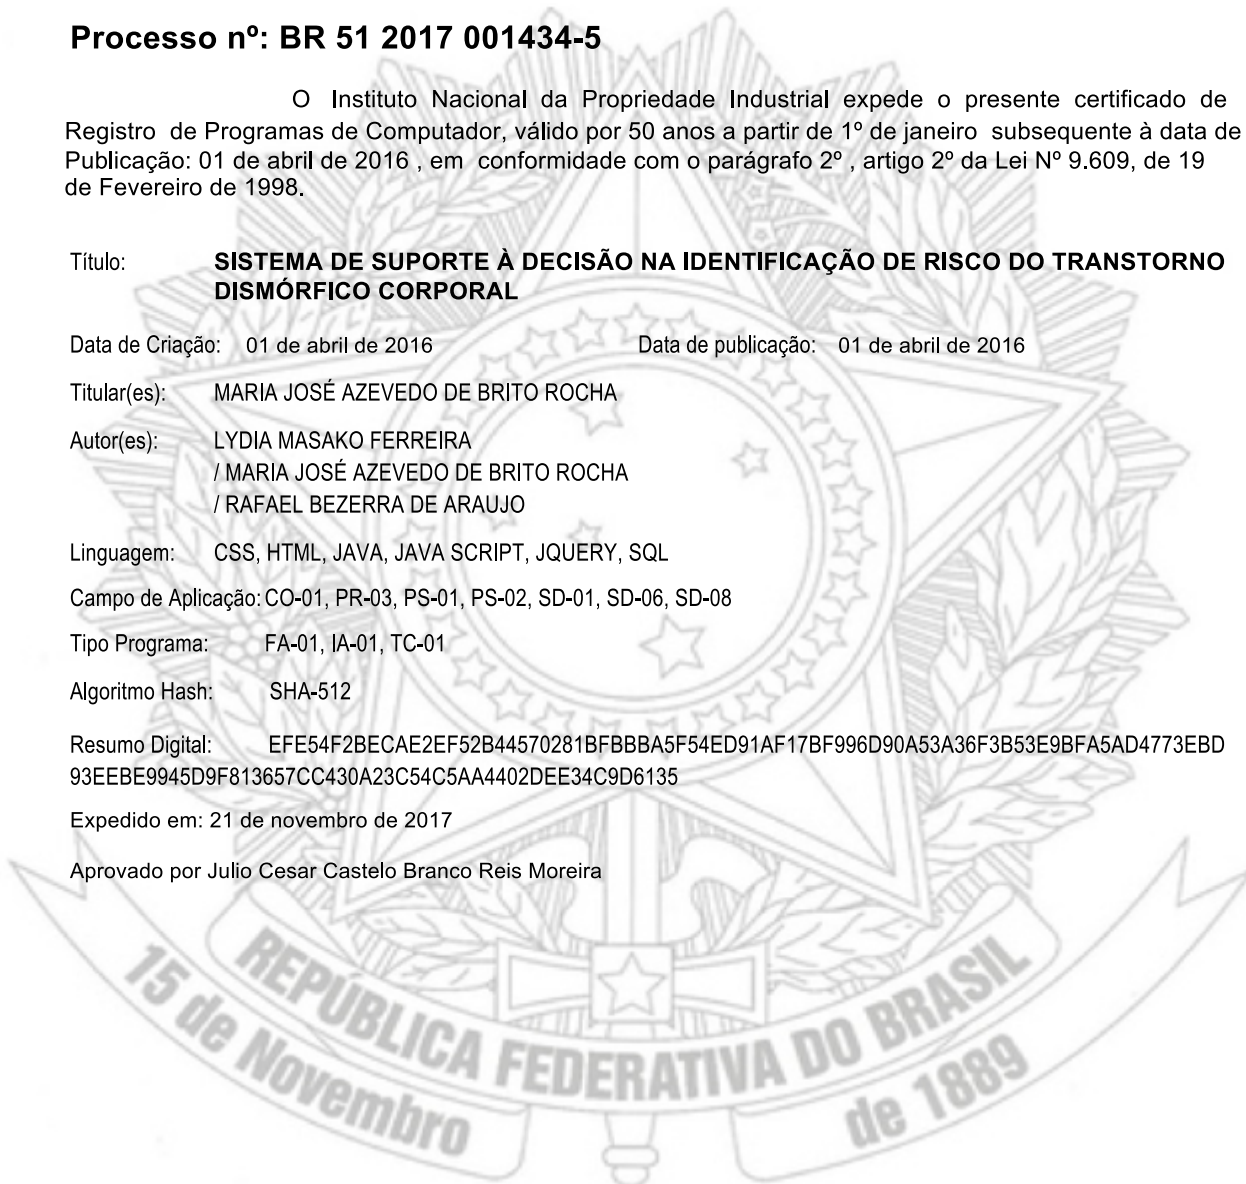 Processo nº: BR 51 2017 001434-5
O Instituto Nacional da Propriedade Industrial expede o presente certificado de
Registro de Programas de Computador, válido por 50 anos a partir de 1º de janeiro subsequente à data de
Publicação: 01 de abril de 2016 , em conformidade com o parágrafo 2º , artigo 2º da Lei Nº 9.609, de 19
de Fevereiro de 1998.
Título: SISTEMA DE SUPORTE À DECISÃO NA IDENTIFICAÇÃO DE RISCO DO TRANSTORNO
DISMÓRFICO CORPORAL
Data de Criação: 01 de abril de 2016 Data de publicação: 01 de abril de 2016
Titular(es): MARIA JOSÉ AZEVEDO DE BRITO ROCHA
Autor(es): LYDIA MASAKO FERREIRA
/ MARIA JOSÉ AZEVEDO DE BRITO ROCHA
/ RAFAEL BEZERRA DE ARAUJO
Linguagem: CSS, HTML, JAVA, JAVA SCRIPT, JQUERY, SQL
Campo de Aplicação: CO-01, PR-03, PS-01, PS-02, SD-01, SD-06, SD-08
Tipo Programa: FA-01, IA-01, TC-01
Algoritmo Hash: SHA-512
Resumo Digital: EFE54F2BECAE2EF52B44570281BFBBBA5F54ED91AF17BF996D90A53A36F3B53E9BFA5AD4773EBD
93EEBE9945D9F813657CC430A23C54C5AA4402DEE34C9D6135
Expedido em: 21 de novembro de 2017
Aprovado por Julio Cesar Castelo Branco Reis Moreira
REPÚBLICA FEDERATIVA DO BRASIL
15 de Novembro de 1889